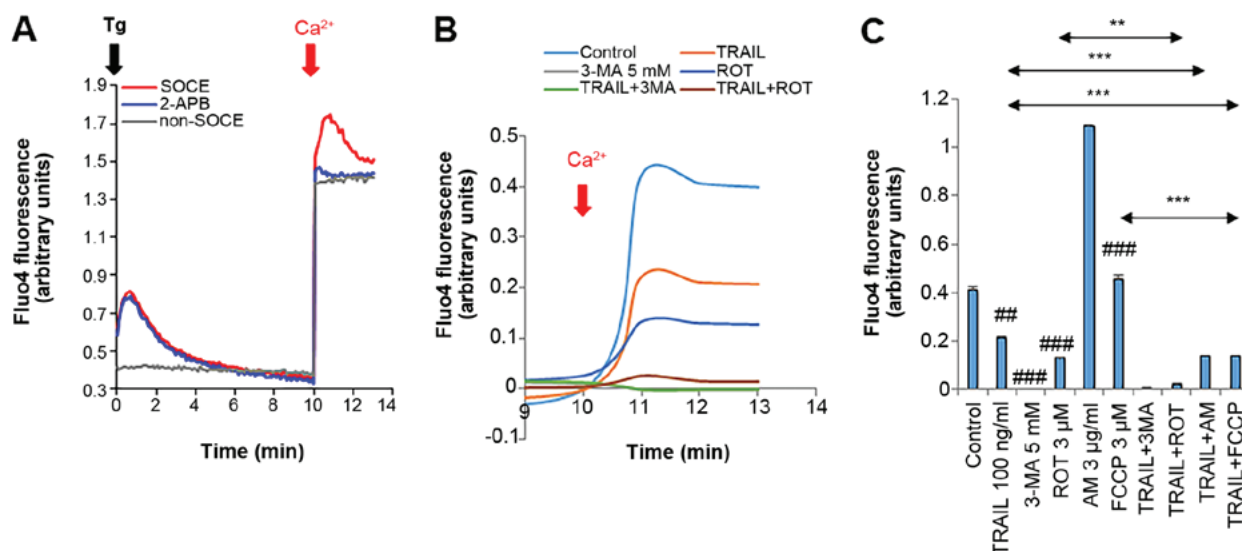 A
Tg
Ca²⁺
SOCE
2-APB
non-SOCE
Fluo4 fluorescence
(arbitrary units)
1.9
1.7
1.5
1.3
1.1
0.9
0.7
0.5
0.3
0
2
4
6
8
10
13
14
Time (min)
B
Control
TRAIL
3-MA 5 mM
ROT
TRAIL+3MA
TRAIL+ROT
Ca²⁺
Fluo4 fluorescence
(arbitrary units)
0.5
0.4
0.3
0.2
0.1
0
-0.1
9
10
11
12
13
14
Time (min)
C
**
***
***
***
Fluo4 fluorescence
(arbitrary units)
1.2
1
0.8
0.6
0.4
0.2
0
##
###
###
###
Control
TRAIL 100 ng/ml
3-MA 5 mM
ROT 3 µM
AM 3 µg/ml
FCCP 3 µM
TRAIL+3MA
TRAIL+ROT
TRAIL+AM
TRAIL+FCCP